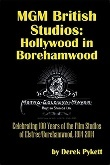 MGM British
Studios:
Hollywood in
Borehamwood
Metro-Goldwyn-Mayer
Celebrating 100 Years of the Film Studios
of Elstree/Borehamwood, 1914-2014
by Derek Pykett